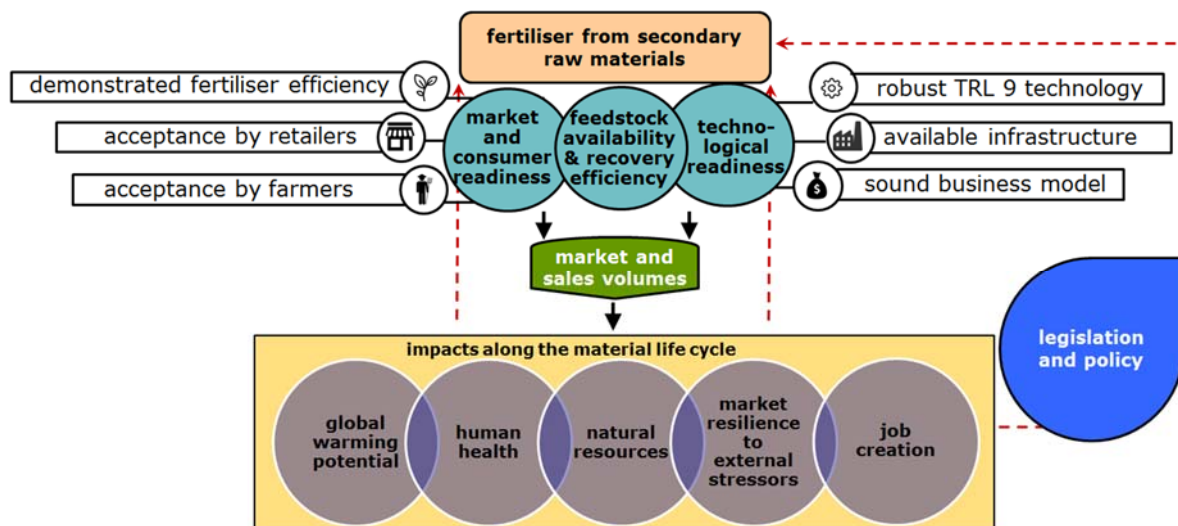 fertiliser from secondary
raw materials
demonstrated fertiliser efficiency
acceptance by retailers
acceptance by farmers
market
and
consumer
readiness
feedstock
availability
& recovery
efficiency
techno-
logical
readiness
robust TRL 9 technology
available infrastructure
sound business model
$
market and
sales volumes
legislation
and policy
impacts along the material life cycle
global
warming
potential
human
health
natural
resources
market
resilience
to
external
stressors
job
creation